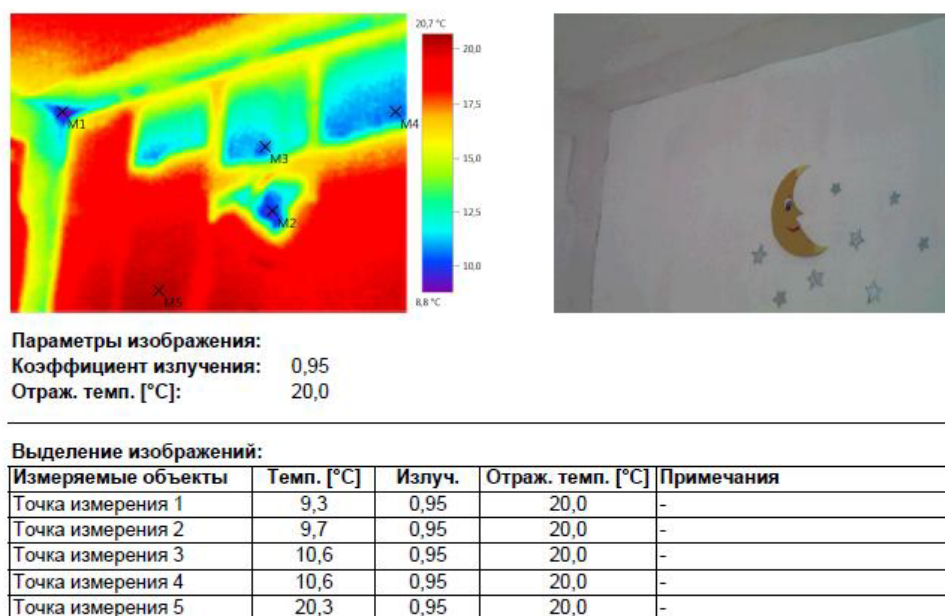 20,7 °C
20,0
17,5
15,0
12,5
10,0
8,8 °C
M1
M4
M3
M2
M5
Параметры изображения:
Коэффициент излучения: 0,95
Отраж. темп. [°C]: 20,0
Выделение изображений:
Измеряемые объекты Темп. [°C] Излуч. Отраж. темп. [°C] Примечания
Точка измерения 1 9,3 0,95 20,0 -
Точка измерения 2 9,7 0,95 20,0 -
Точка измерения 3 10,6 0,95 20,0 -
Точка измерения 4 10,6 0,95 20,0 -
Точка измерения 5 20,3 0,95 20,0 -